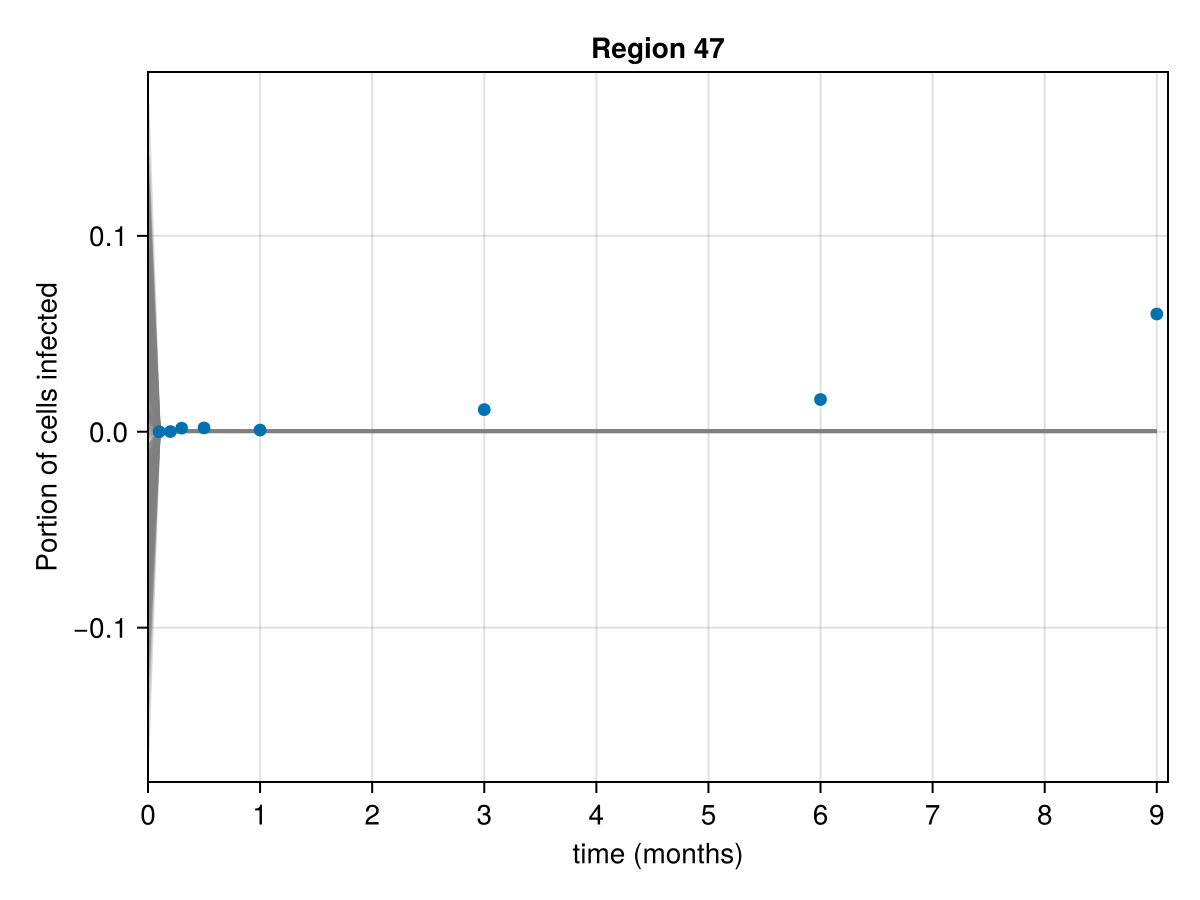 Region 47
Portion of cells infected
0.1
0.0
−0.1
0 1 2 3 4 5 6 7 8 9
time (months)